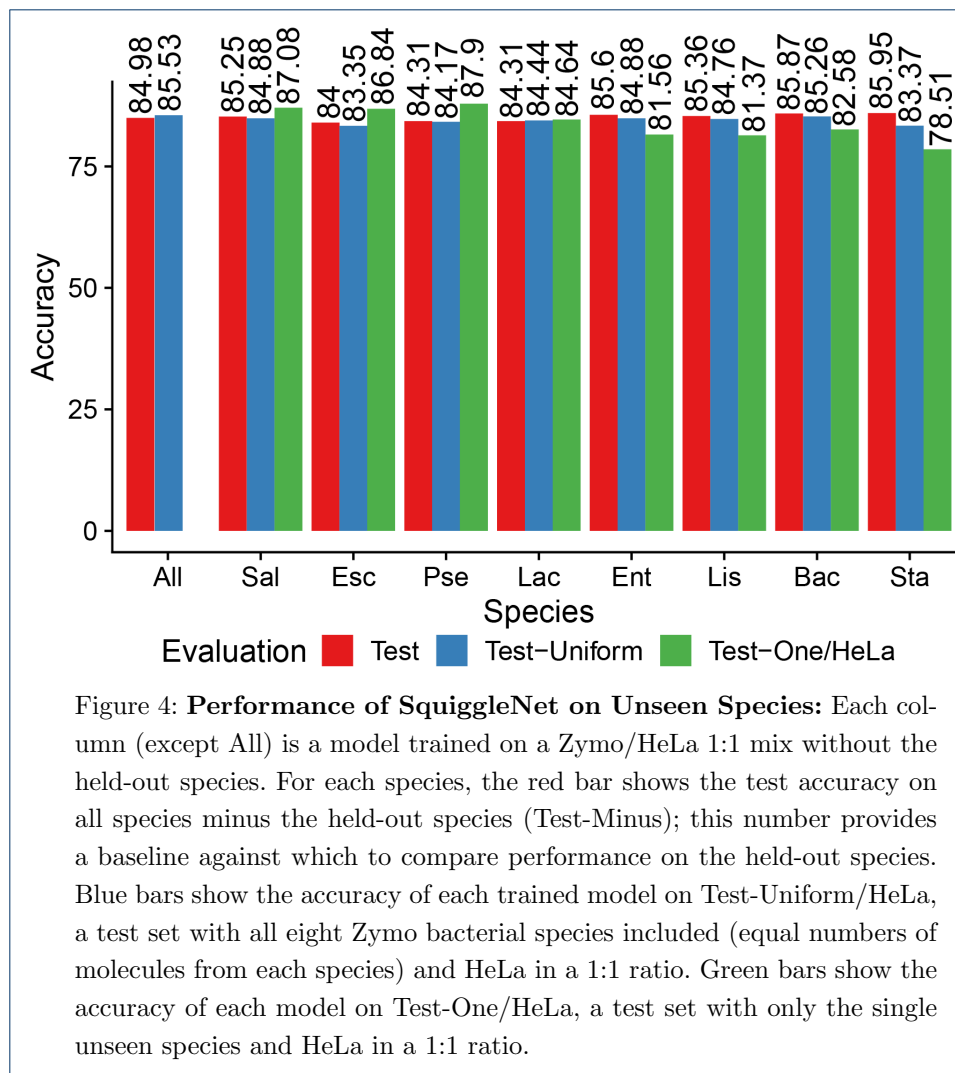 84.98
85.53
85.25
84.88
87.08
84
83.35
86.84
84.31
84.17
87.9
84.31
84.44
84.64
85.6
84.88
81.56
85.36
84.76
81.37
85.87
85.26
82.58
85.95
83.37
78.51
Accuracy
75
50
25
0
All Sal Esc Pse Lac Ent Lis Bac Sta
Species
Evaluation Test Test−Uniform Test−One/HeLa
Figure 4: Performance of SquiggleNet on Unseen Species: Each col-
umn (except All) is a model trained on a Zymo/HeLa 1:1 mix without the
held-out species. For each species, the red bar shows the test accuracy on
all species minus the held-out species (Test-Minus); this number provides
a baseline against which to compare performance on the held-out species.
Blue bars show the accuracy of each trained model on Test-Uniform/HeLa,
a test set with all eight Zymo bacterial species included (equal numbers of
molecules from each species) and HeLa in a 1:1 ratio. Green bars show the
accuracy of each model on Test-One/HeLa, a test set with only the single
unseen species and HeLa in a 1:1 ratio.